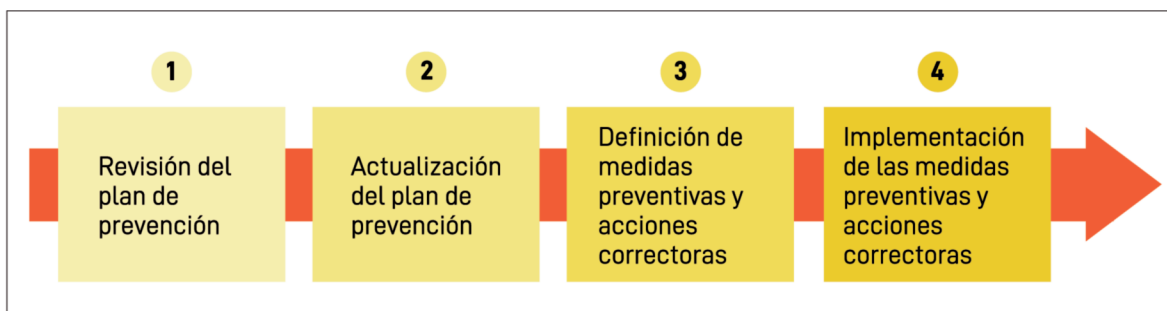 1
Revisión del
plan de
prevención
2
Actualización
del plan de
prevención
3
Definición de
medidas
preventivas y
acciones
correctoras
4
Implementación
de las medidas
preventivas y
acciones
correctoras